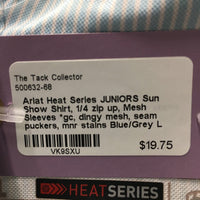 The Tack Collector
500632-68
Ariat Heat Series JUNIORS Sun
Show Shirt, 1/4 zip up, Mesh
Sleeves *gc, dingy mesh, seam
puckers, mnr stains Blue/Grey L
VK9SXU
$19.75
HEATSERIES